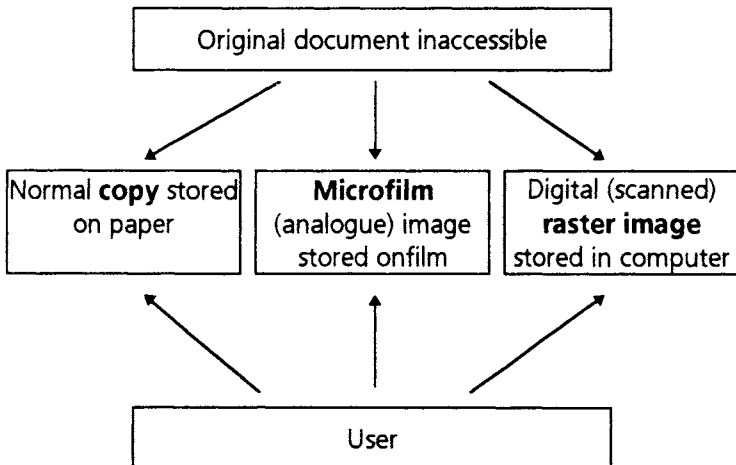 Original document inaccessible
Normal copy stored
on paper
Microfilm
(analogue) image
stored onfilm
Digital (scanned)
raster image
stored in computer
User